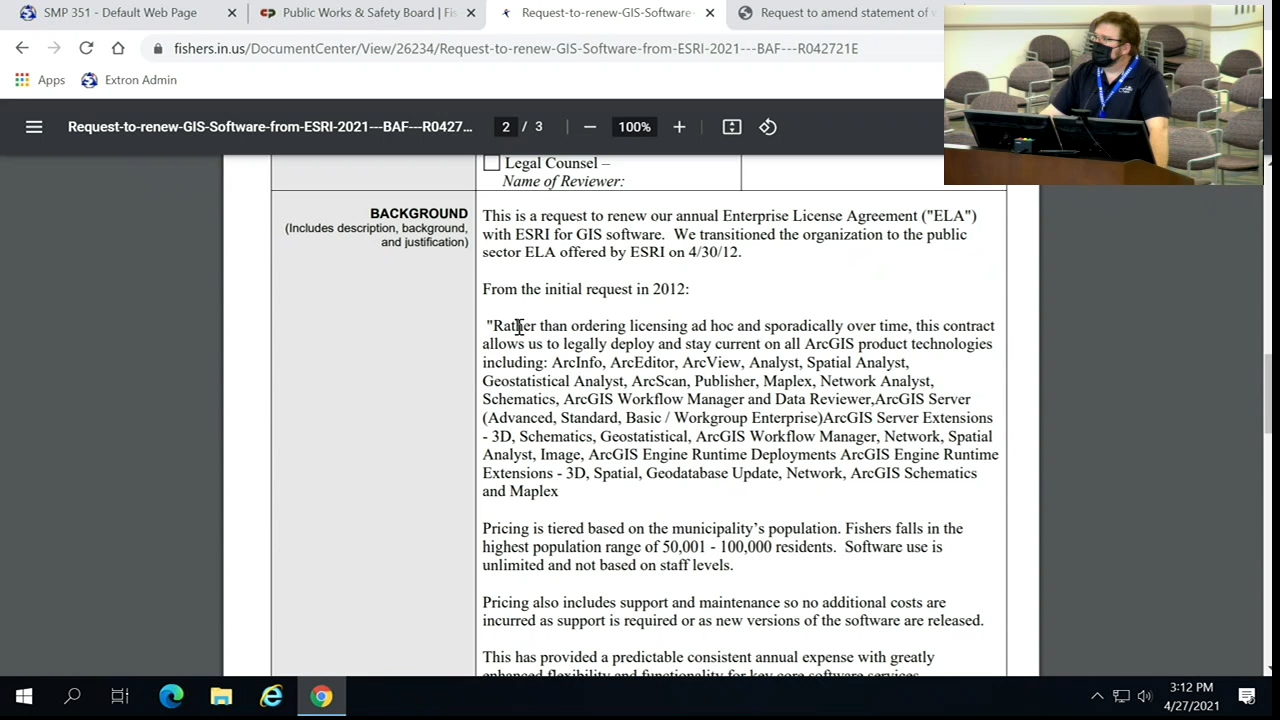 SMP 351 - Default Web Page
Public Works & Safety Board | Fis
Request-to-renew-GIS-Software-
Request to amend statement of
fishers.in.us/DocumentCenter/View/26234/Request-to-renew-GIS-Software-from-ESRI-2021---BAF---R042721E
Apps
Extron Admin
Request-to-renew-GIS-Software-from-ESRI-2021---BAF---R0427...
2 / 3
100%
Legal Counsel –
Name of Reviewer:
BACKGROUND
(Includes description, background,
and justification)
This is a request to renew our annual Enterprise License Agreement ("ELA")
with ESRI for GIS software. We transitioned the organization to the public
sector ELA offered by ESRI on 4/30/12.
From the initial request in 2012:
"Rather than ordering licensing ad hoc and sporadically over time, this contract
allows us to legally deploy and stay current on all ArcGIS product technologies
including: ArcInfo, ArcEditor, ArcView, Analyst, Spatial Analyst,
Geostatistical Analyst, ArcScan, Publisher, Maplex, Network Analyst,
Schematics, ArcGIS Workflow Manager and Data Reviewer,ArcGIS Server
(Advanced, Standard, Basic / Workgroup Enterprise)ArcGIS Server Extensions
- 3D, Schematics, Geostatistical, ArcGIS Workflow Manager, Network, Spatial
Analyst, Image, ArcGIS Engine Runtime Deployments ArcGIS Engine Runtime
Extensions - 3D, Spatial, Geodatabase Update, Network, ArcGIS Schematics
and Maplex
Pricing is tiered based on the municipality's population. Fishers falls in the
highest population range of 50,001 - 100,000 residents. Software use is
unlimited and not based on staff levels.
Pricing also includes support and maintenance so no additional costs are
incurred as support is required or as new versions of the software are released.
This has provided a predictable consistent annual expense with greatly
enhanced flexibility and functionality for key core software services
3:12 PM
4/27/2021